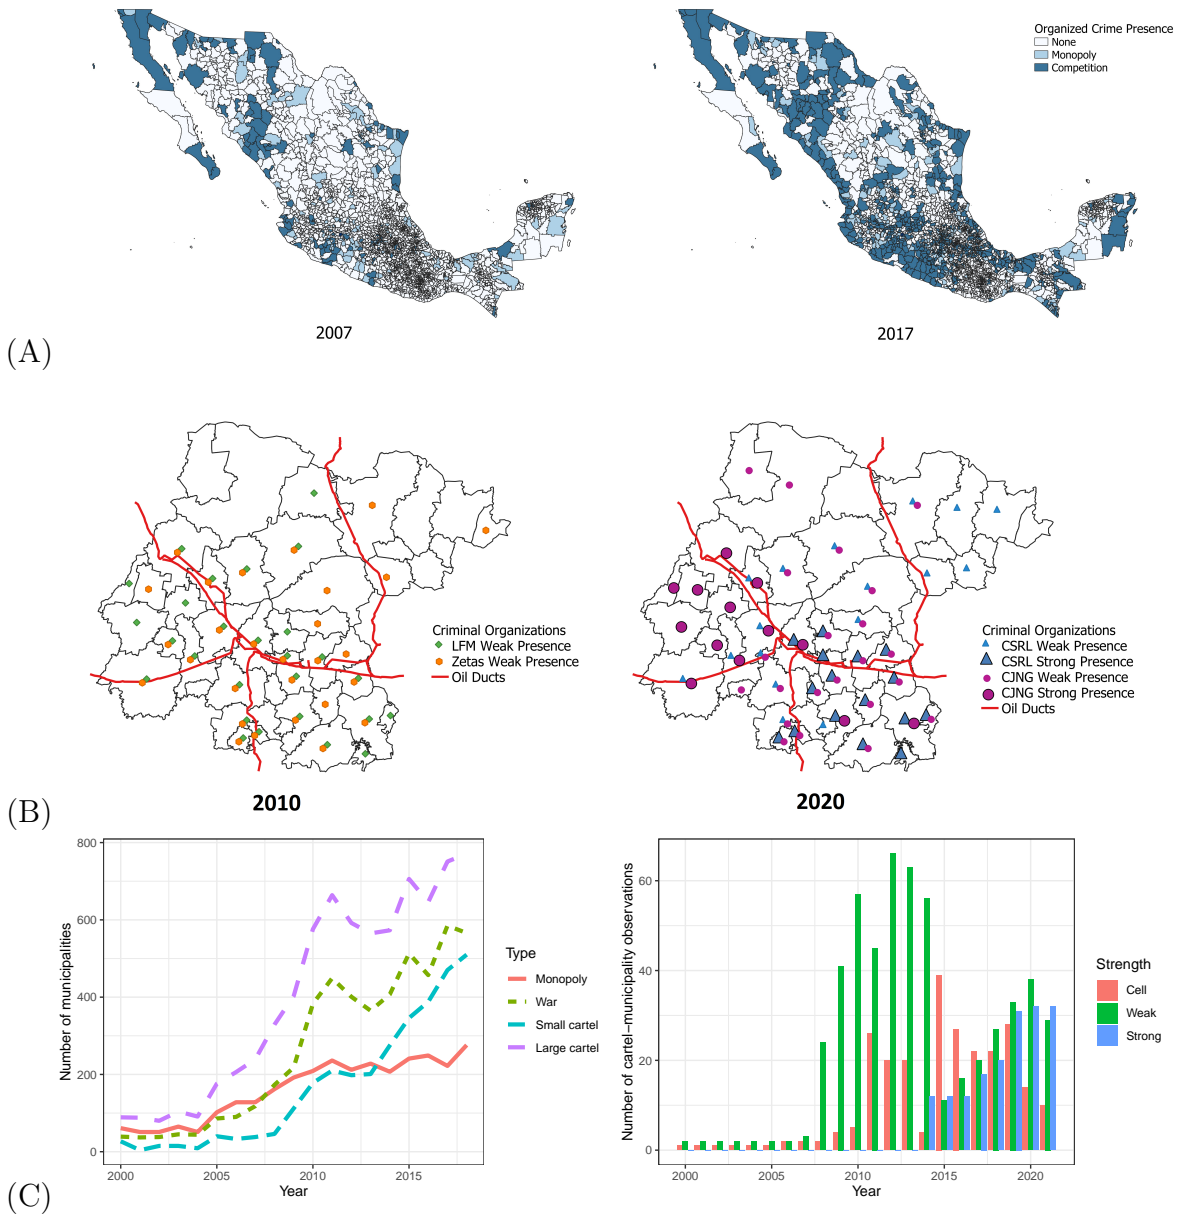 Organized Crime Presence
None
Monopoly
Competition
2007
2017
(A)
Criminal Organizations
LFM Weak Presence
Zetas Weak Presence
Oil Ducts
Criminal Organizations
CSRL Weak Presence
CSRL Strong Presence
CJNG Weak Presence
CJNG Strong Presence
Oil Ducts
2010
2020
(B)
800
600
400
200
0
Number of municipalities
2000
2005
2010
2015
Year
Type
Monopoly
War
Small cartel
Large cartel
60
40
20
0
Number of cartel−municipality observations
2000
2005
2010
2015
2020
Year
Strength
Cell
Weak
Strong
(C)